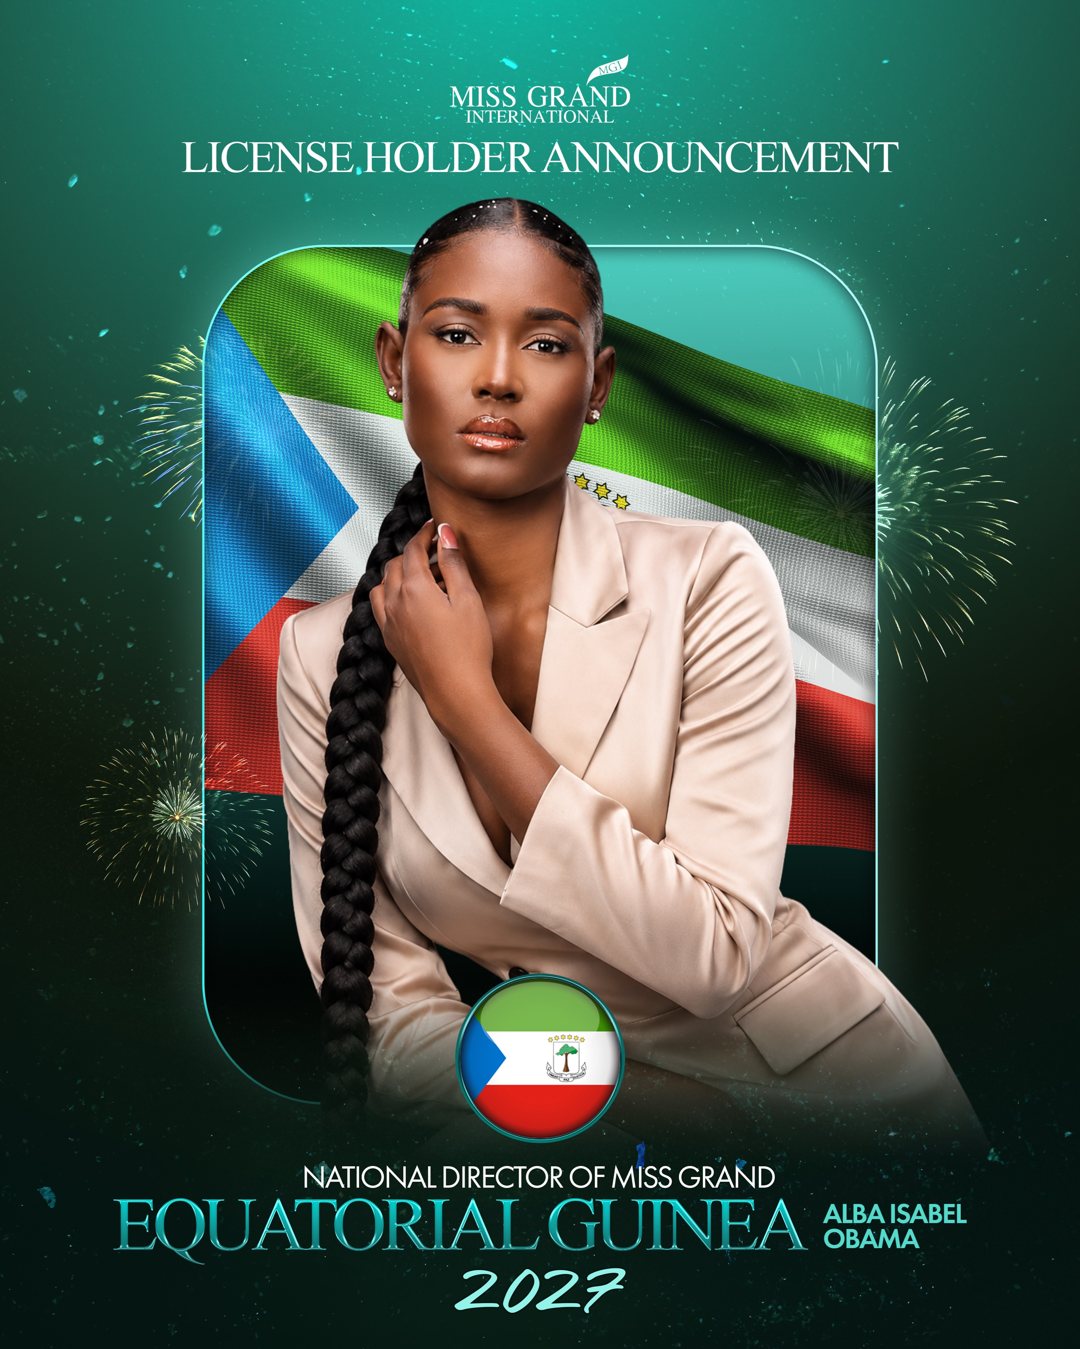 MGI
MISS GRAND
INTERNATIONAL
LICENSE HOLDER ANNOUNCEMENT
NATIONAL DIRECTOR OF MISS GRAND
EQUATORIAL GUINEA
ALBA ISABEL
OBAMA
2027